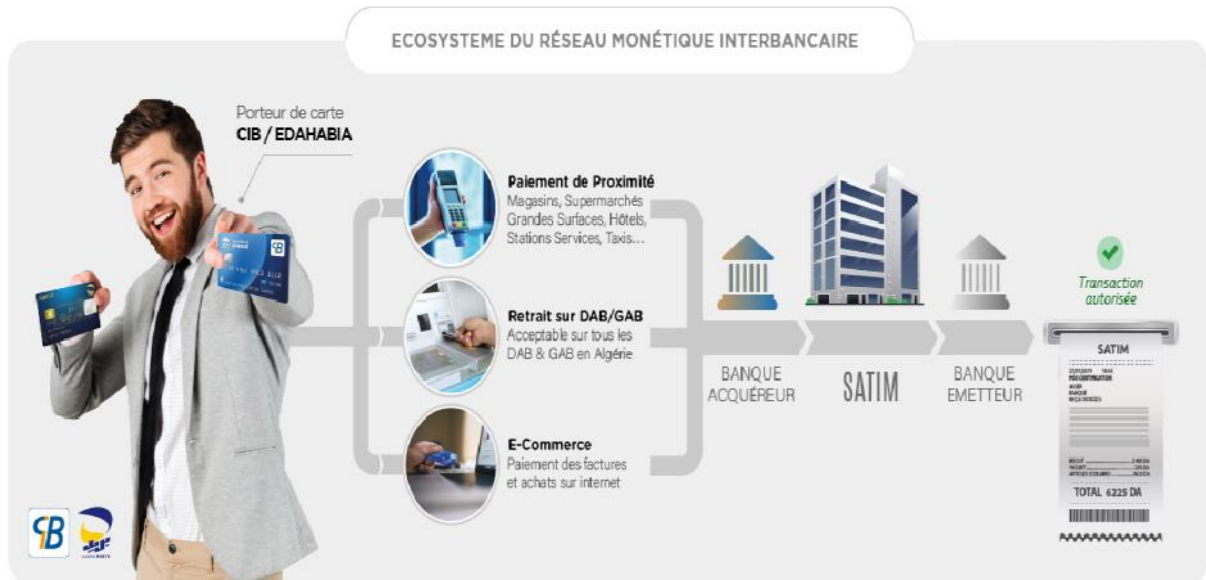 ECOSYSTEME DU RÉSEAU MONÉTIQUE INTERBANCAIRE
Porteur de carte
CIB / EDAHABIA
Paiement de Proximité
Magasins, Supermarchés
Grandes Surfaces, Hôtels,
Stations Services, Taxis...
Retrait sur DAB/GAB
Acceptable sur tous les
DAB & GAB en Algérie
E-Commerce
Paiement des factures
et achats sur internet
BANQUE
ACQUÉREUR
SATIM
BANQUE
EMETTEUR
Transaction
autorisée
SATIM
TOTAL 6225 DA
CIB